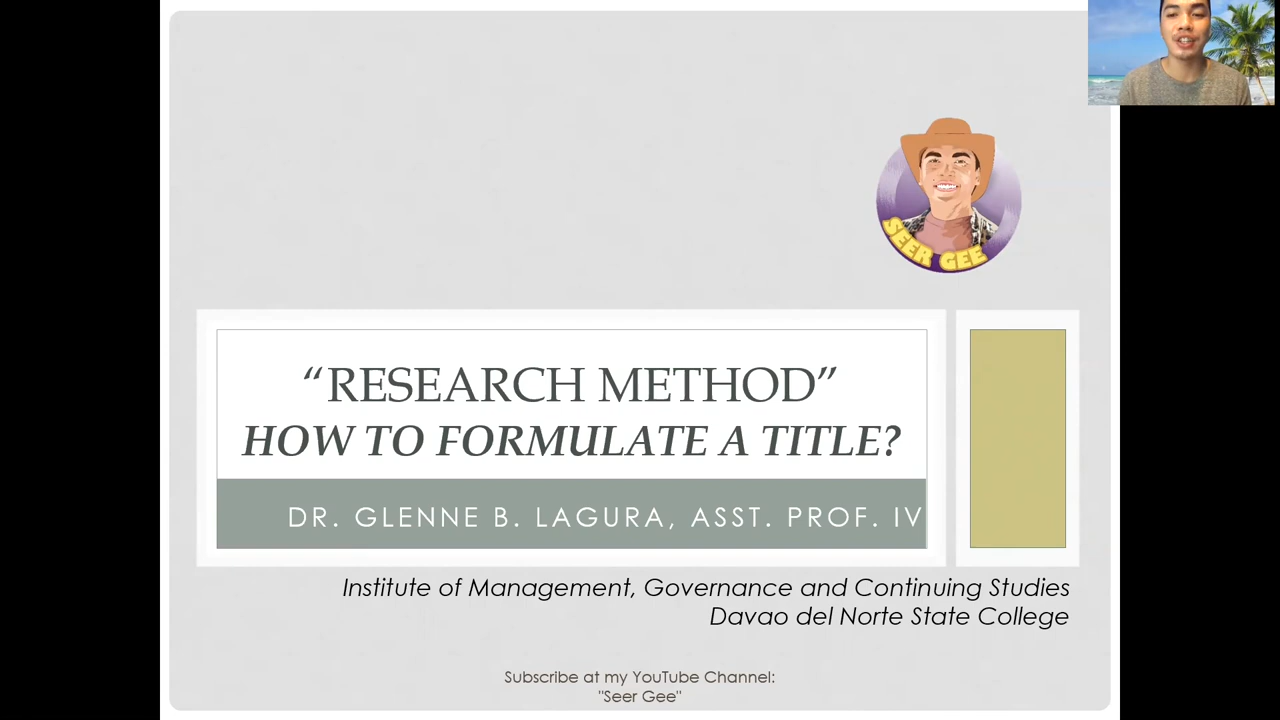 SEER GEE
“RESEARCH METHOD”
HOW TO FORMULATE A TITLE?
DR. GLENNE B. LAGURA, ASST. PROF. IV
Institute of Management, Governance and Continuing Studies
Davao del Norte State College
Subscribe at my YouTube Channel:
"Seer Gee"